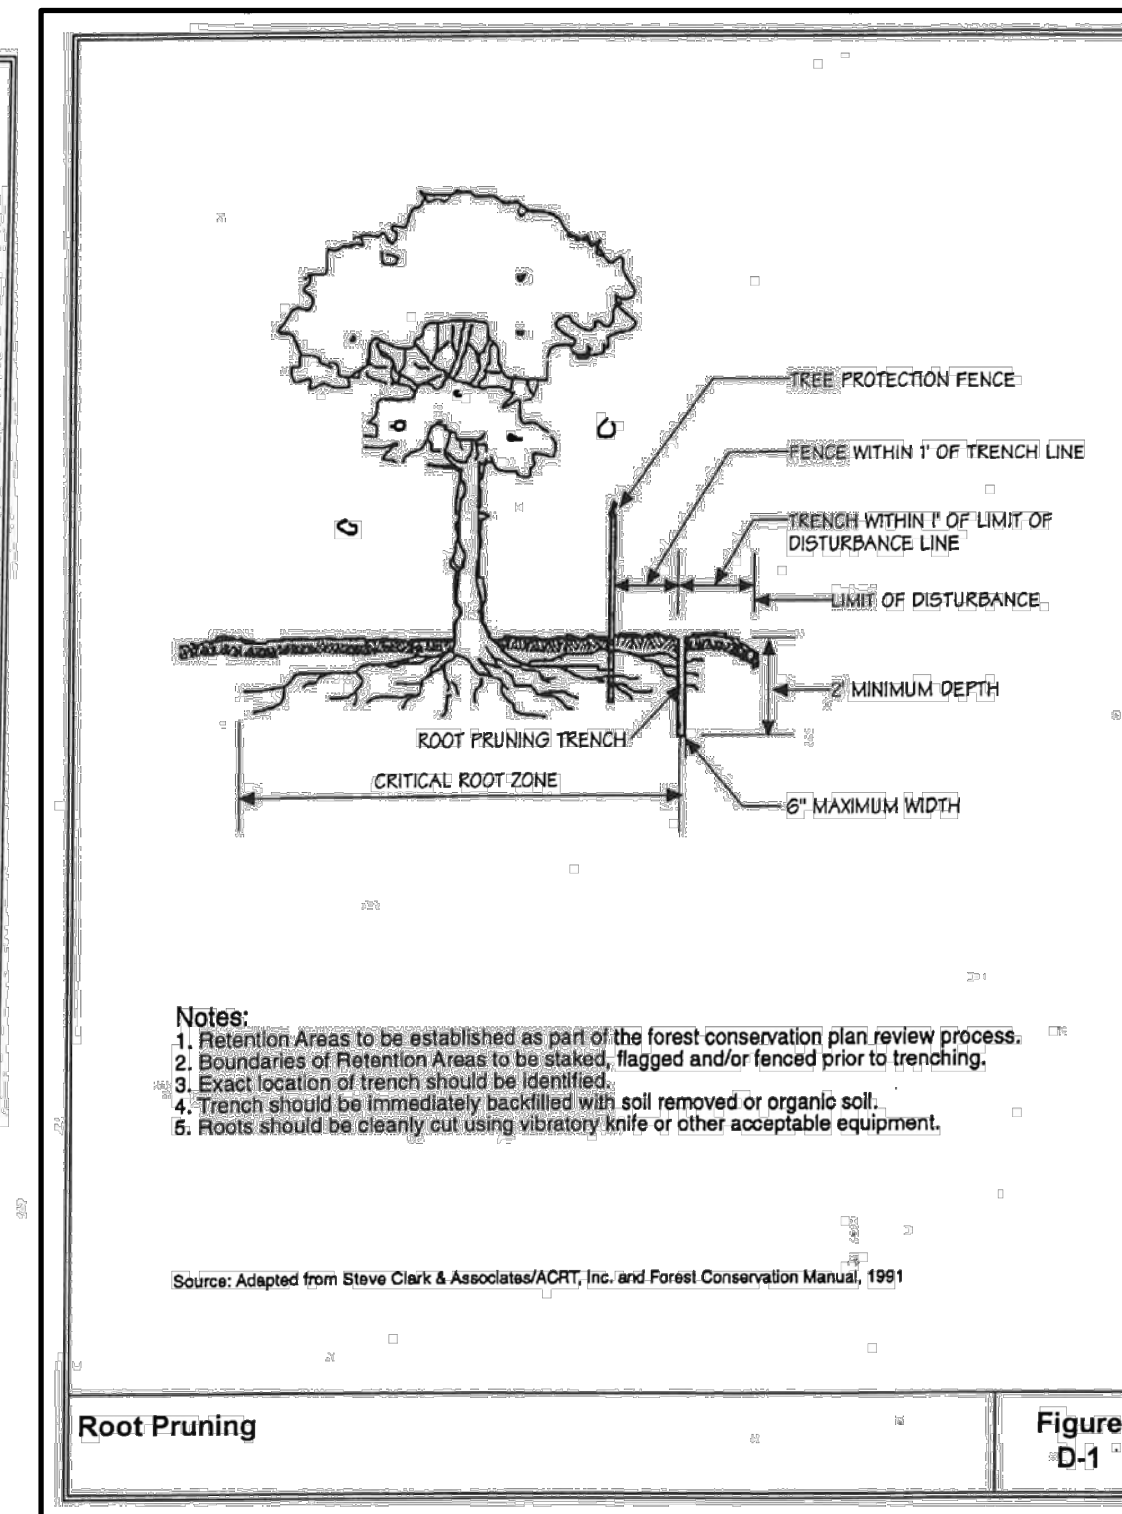 TREE PROTECTION FENCE
FENCE WITHIN 1' OF TRENCH LINE
TRENCH WITHIN 1' OF LIMIT OF
DISTURBANCE LINE
LIMIT OF DISTURBANCE
2' MINIMUM DEPTH
ROOT PRUNING TRENCH
CRITICAL ROOT ZONE
6" MAXIMUM WIDTH
Notes:
1. Retention Areas to be established as part of the forest conservation plan review process.
2. Boundaries of Retention Areas to be staked, flagged and/or fenced prior to trenching.
3. Exact location of trench should be identified.
4. Trench should be immediately backfilled with soil removed or organic soil.
5. Roots should be cleanly cut using vibratory knife or other acceptable equipment.
Source: Adapted from Steve Clark & Associates/ACRT, Inc. and Forest Conservation Manual, 1991
Root Pruning
Figure
D-1